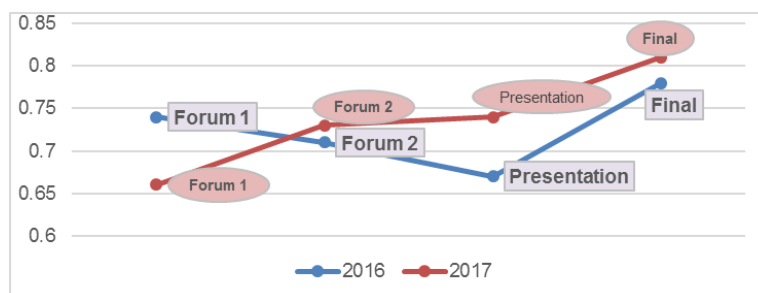 0.85
Final
0.8
Presentation
Final
0.75
Forum 1
Forum 2
0.7
Forum 2
Presentation
0.65
Forum 1
0.6
2016 2017